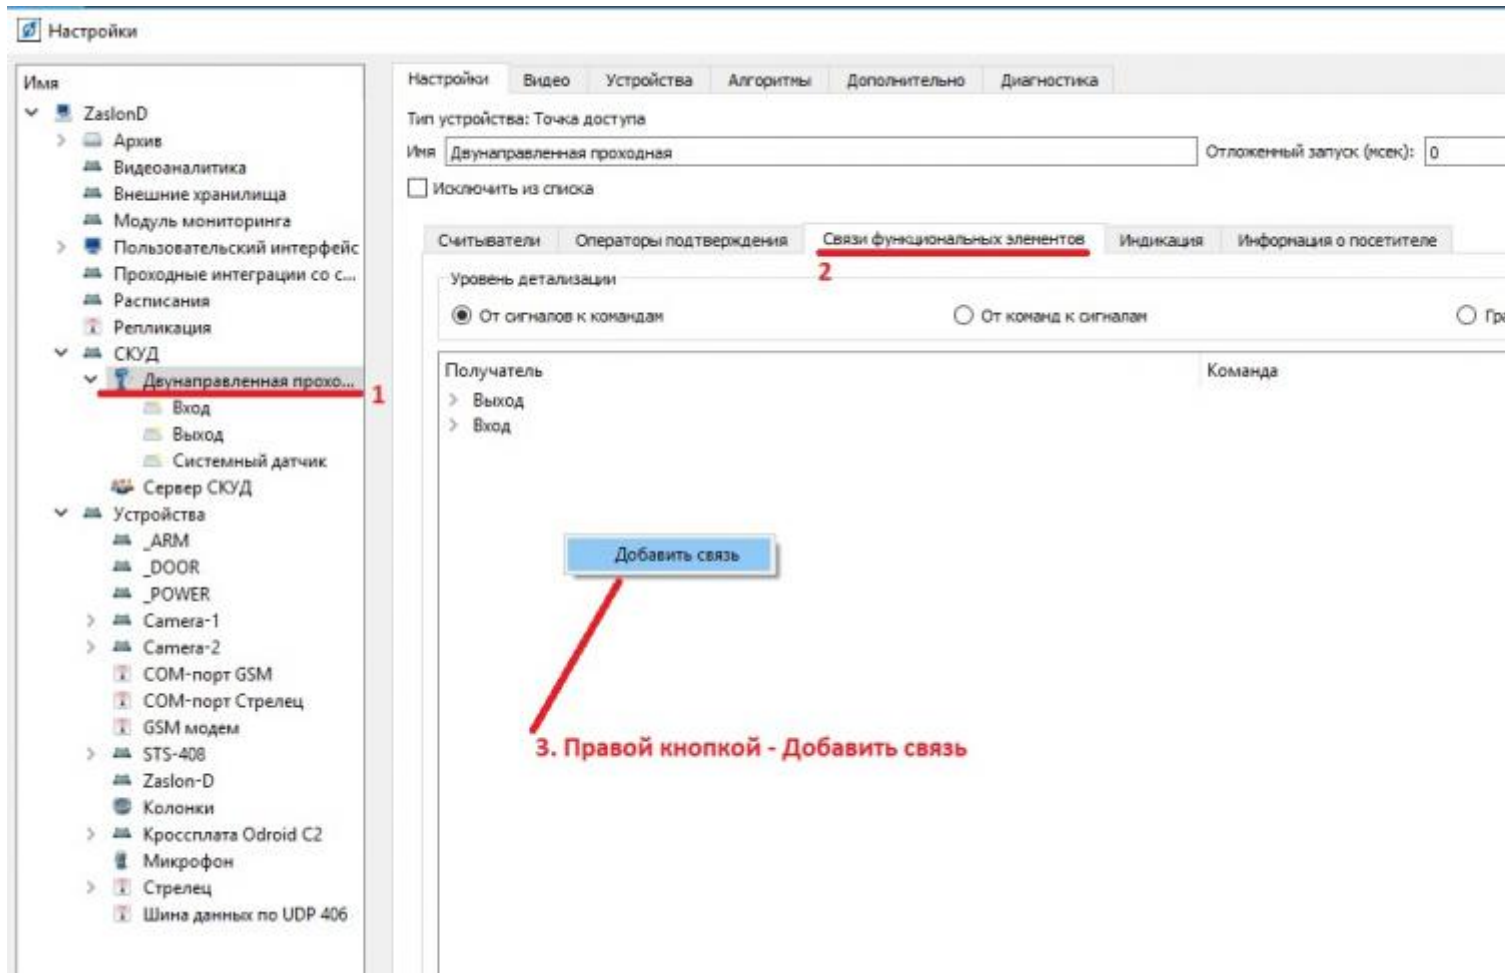 Настройки
Имя
ZaslonD
Архив
Видеоаналитика
Внешние хранилища
Модуль мониторинга
Пользовательский интерфейс
Проходные интеграции со с...
Расписания
Репликация
СКУД
Двунаправленная прохо...
1
Вход
Выход
Системный датчик
Сервер СКУД
Устройства
_ARM
_DOOR
_POWER
Camera-1
Camera-2
COM-порт GSM
COM-порт Стрелец
GSM модем
STS-408
Zaslon-D
Колонки
Кроссплата Odroid C2
Микрофон
Стрелец
Шина данных по UDP 406
Настройки Видео Устройства Алгоритмы Дополнительно Диагностика
Тип устройства: Точка доступа
Имя Двунаправленная проходная Отложенный запуск (мсек): 0
Исключить из списка
Считыватели Операторы подтверждения Связи функциональных элементов Индикация Информация о посетителе
2
Уровень детализации
От сигналов к командам От команд к сигналам Гра
Получатель Команда
Выход
Вход
Добавить связь
3. Правой кнопкой - Добавить связь